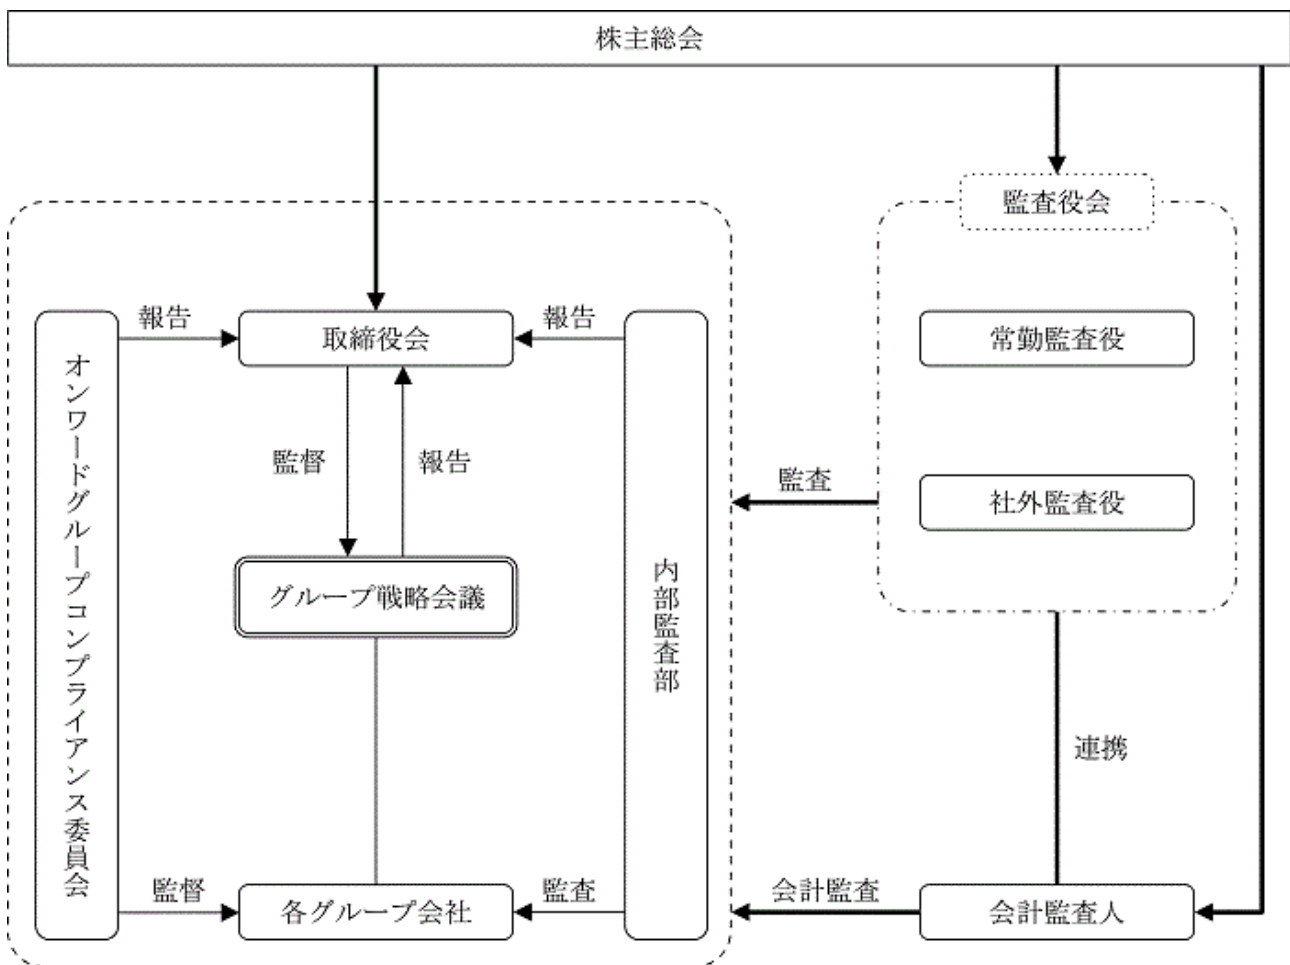 株主総会
監査役会
報告
取締役会
報告
常勤監査役
オンワードグループコンプライアンス委員会
内部監査部
監督
報告
監査
社外監査役
グループ戦略会議
連携
監督
各グループ会社
監査
会計監査
会計監査人